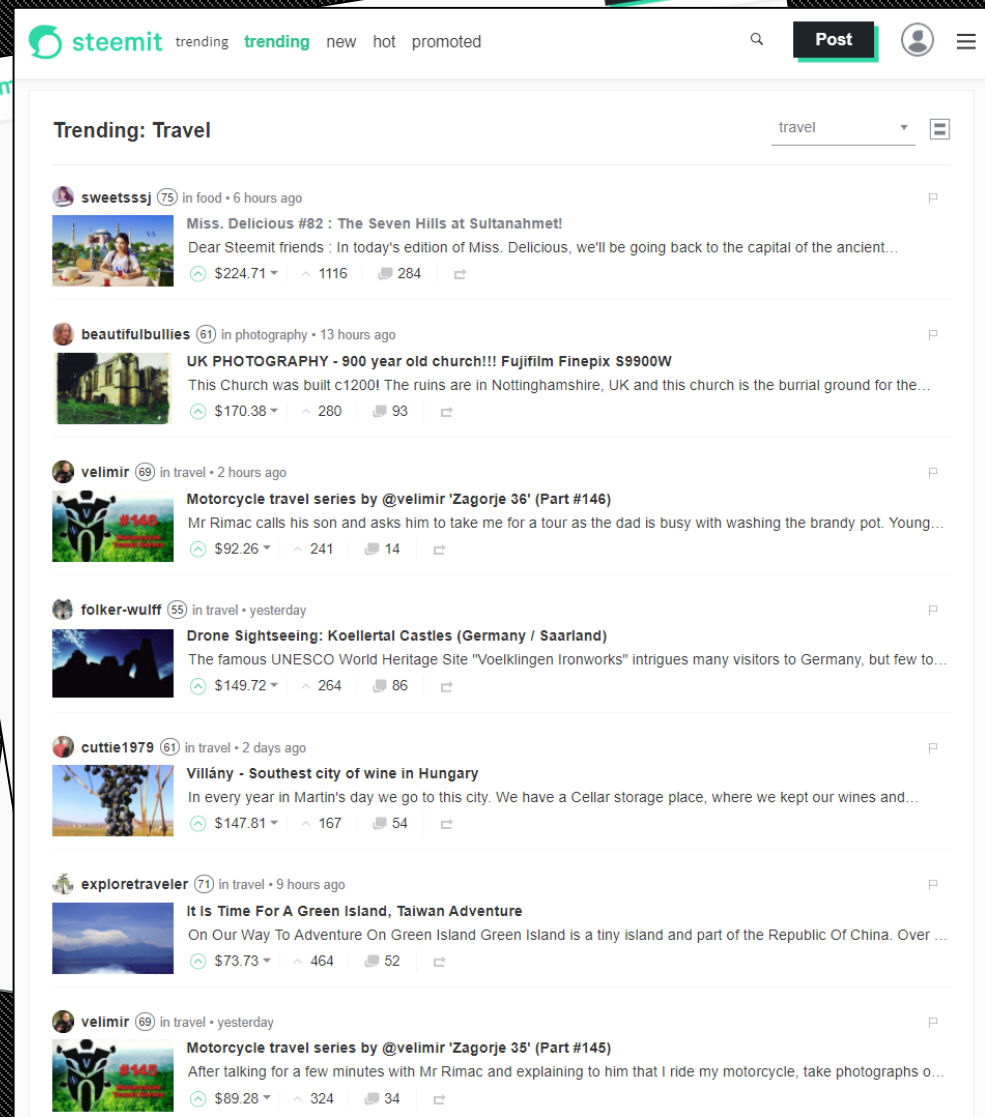 steemit trending trending new hot promoted Post
Trending: Travel travel
sweetsssj 75 in food • 6 hours ago
Miss. Delicious #82 : The Seven Hills at Sultanahmet!
Dear Steemit friends : In today's edition of Miss. Delicious, we'll be going back to the capital of the ancient…
$224.71 1116 284
beautifulbullies 61 in photography • 13 hours ago
UK PHOTOGRAPHY - 900 year old church!!! Fujifilm Finepix S9900W
This Church was built c1200! The ruins are in Nottinghamshire, UK and this church is the burrial ground for the…
$170.38 280 93
velimir 69 in travel • 2 hours ago
Motorcycle travel series by @velimir 'Zagorje 36' (Part #146)
#146
Motorcycle
Travel Series
Mr Rimac calls his son and asks him to take me for a tour as the dad is busy with washing the brandy pot. Young…
$92.26 241 14
folker-wulff 55 in travel • yesterday
Drone Sightseeing: Koellertal Castles (Germany / Saarland)
The famous UNESCO World Heritage Site "Voelklingen Ironworks" intrigues many visitors to Germany, but few to…
$149.72 264 86
cuttie1979 61 in travel • 2 days ago
Villány - Southest city of wine in Hungary
In every year in Martin's day we go to this city. We have a Cellar storage place, where we kept our wines and…
$147.81 167 54
exploretraveler 71 in travel • 9 hours ago
It Is Time For A Green Island, Taiwan Adventure
On Our Way To Adventure On Green Island Green Island is a tiny island and part of the Republic Of China. Over …
$73.73 464 52
velimir 69 in travel • yesterday
Motorcycle travel series by @velimir 'Zagorje 35' (Part #145)
#145
Motorcycle
Travel Series
After talking for a few minutes with Mr Rimac and explaining to him that I ride my motorcycle, take photographs o…
$89.28 324 34